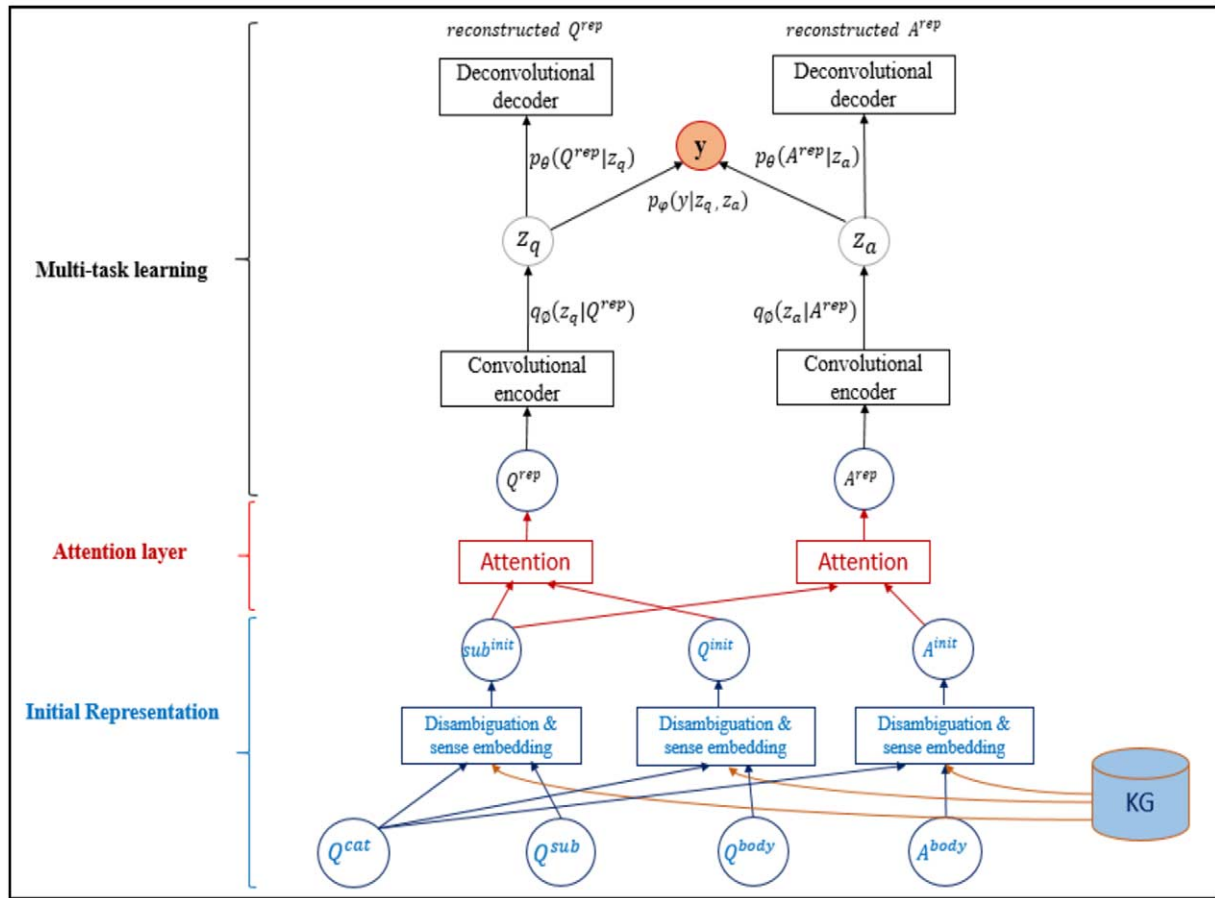 reconstructed Q^{rep}
reconstructed A^{rep}
Deconvolutional
decoder
Deconvolutional
decoder
y
p_θ(Q^{rep}|z_q)
p_θ(A^{rep}|z_a)
p_φ(y|z_q, z_a)
z_q
z_a
Multi-task learning
q_∅(z_q|Q^{rep})
q_∅(z_a|A^{rep})
Convolutional
encoder
Convolutional
encoder
Q^{rep}
A^{rep}
Attention layer
Attention
Attention
sub^{init}
Q^{init}
A^{init}
Initial Representation
Disambiguation &
sense embedding
Disambiguation &
sense embedding
Disambiguation &
sense embedding
KG
Q^{cat}
Q^{sub}
Q^{body}
A^{body}